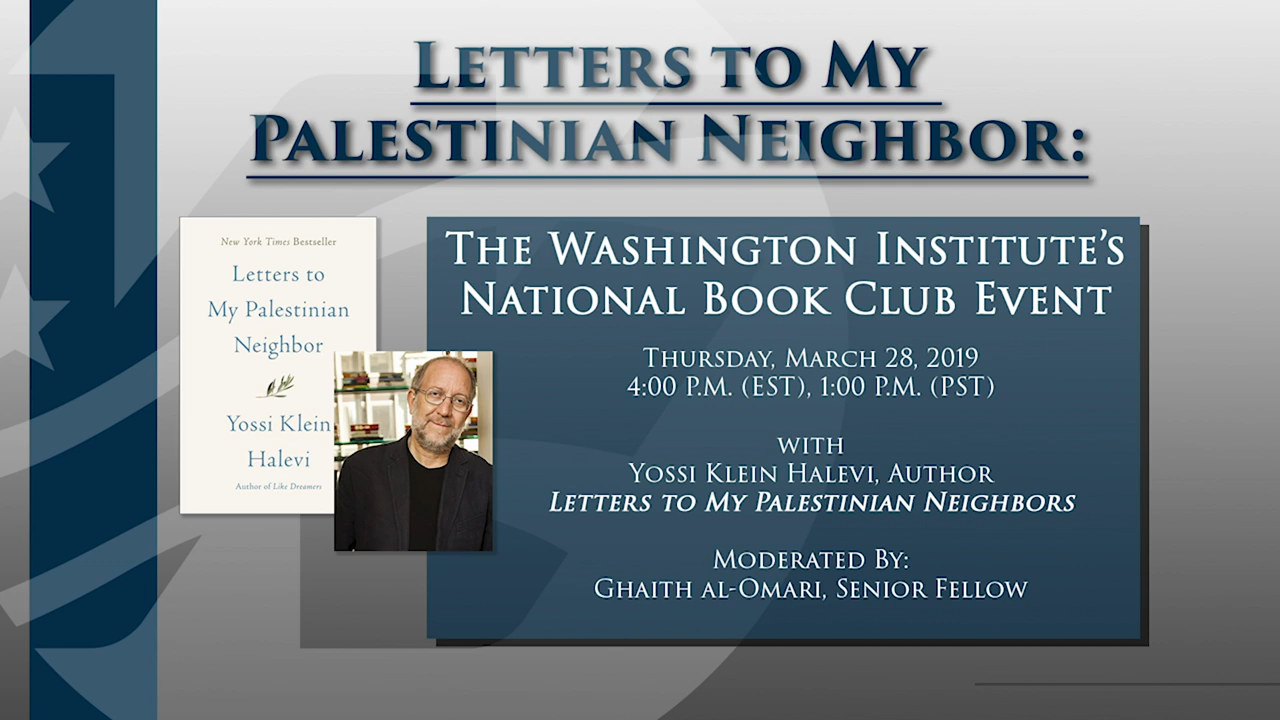 Letters to My
Palestinian Neighbor:
New York Times Bestseller
Letters to
My Palestinian
Neighbor
Yossi Klein
Halevi
Author of Like Dreamers
The Washington Institute's
National Book Club Event
Thursday, March 28, 2019
4:00 p.m. (EST), 1:00 p.m. (PST)
with
Yossi Klein Halevi, Author
Letters to My Palestinian Neighbors
Moderated By:
Ghaith al-Omari, Senior Fellow